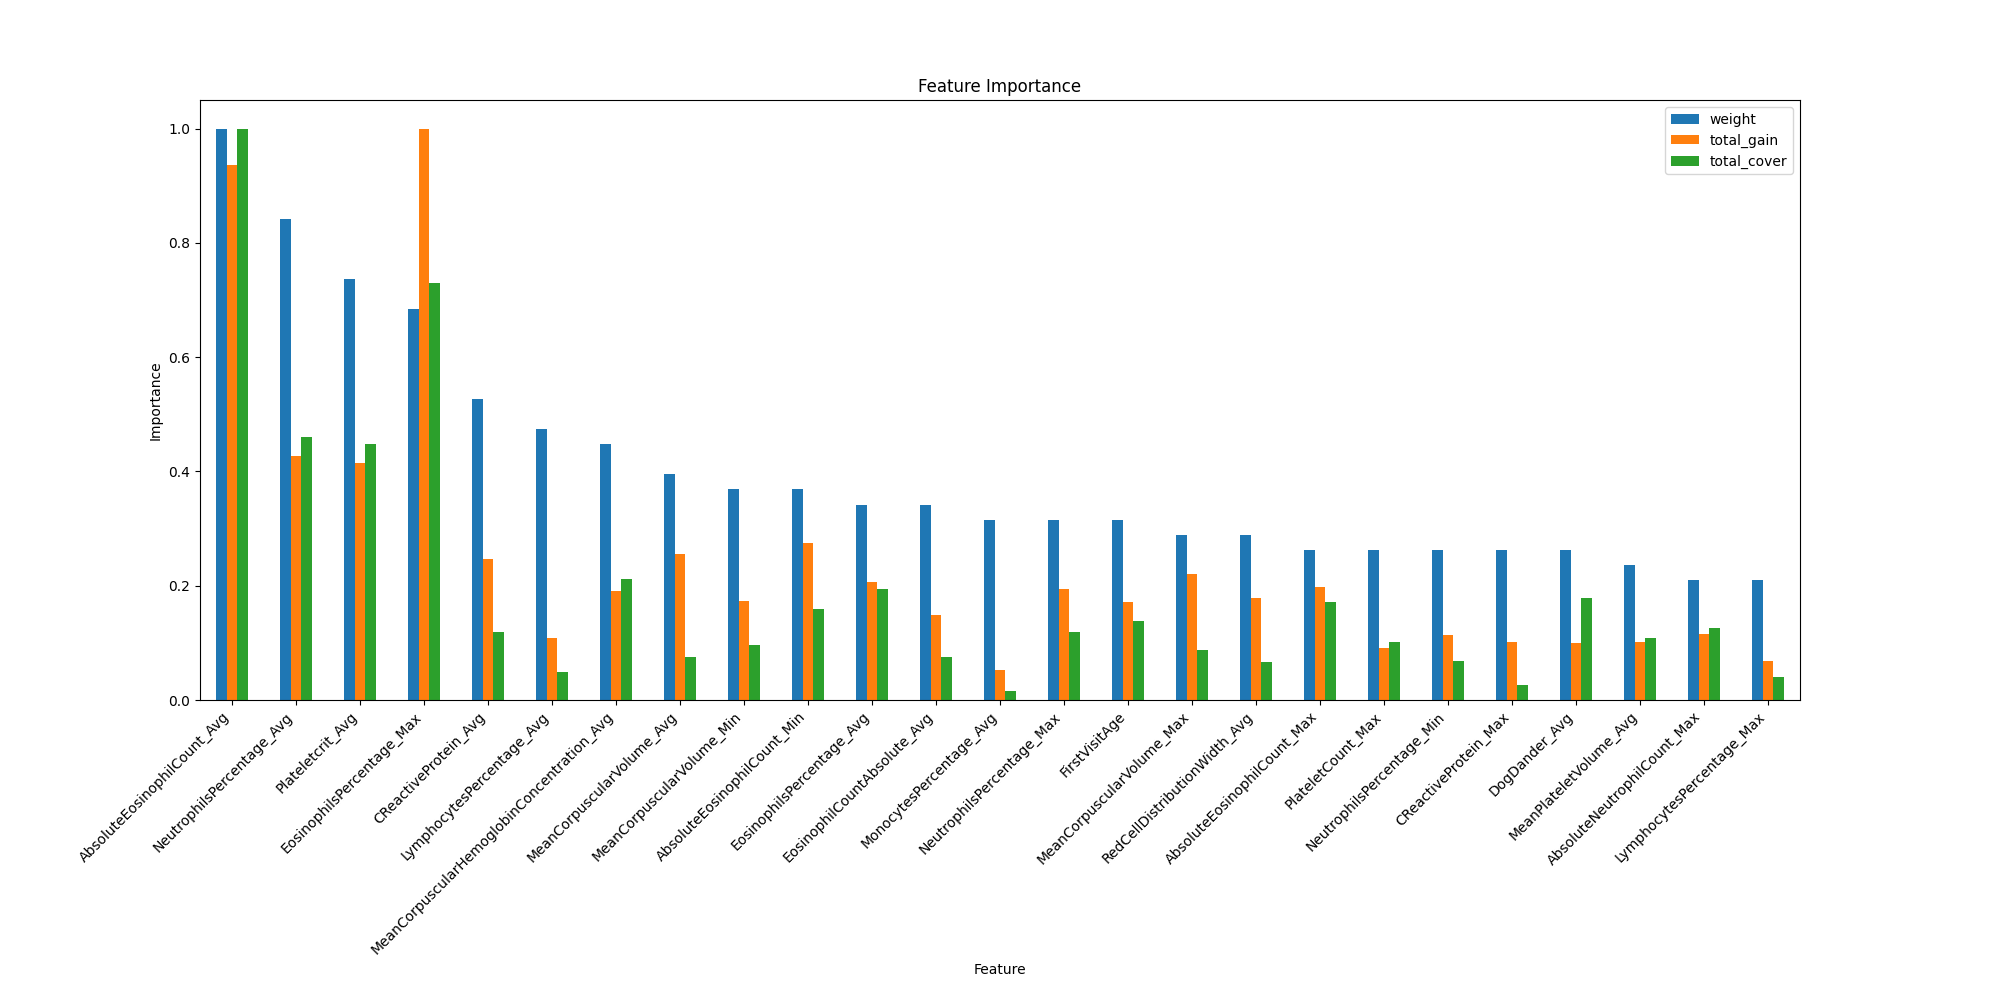 Feature Importance
weight
total_gain
total_cover
Importance
1.0
0.8
0.6
0.4
0.2
0.0
AbsoluteEosinophilCount_Avg
NeutrophilsPercentage_Avg
Plateletcrit_Avg
EosinophilsPercentage_Max
CReactiveProtein_Avg
LymphocytesPercentage_Avg
MeanCorpuscularHemoglobinConcentration_Avg
MeanCorpuscularVolume_Avg
MeanCorpuscularVolume_Min
AbsoluteEosinophilCount_Min
EosinophilsPercentage_Avg
EosinophilCountAbsolute_Avg
MonocytesPercentage_Avg
NeutrophilsPercentage_Max
FirstVisitAge
MeanCorpuscularVolume_Max
RedCellDistributionWidth_Avg
AbsoluteEosinophilCount_Max
PlateletCount_Max
NeutrophilsPercentage_Min
CReactiveProtein_Max
DogDander_Avg
MeanPlateletVolume_Avg
AbsoluteNeutrophilCount_Max
LymphocytesPercentage_Max
Feature